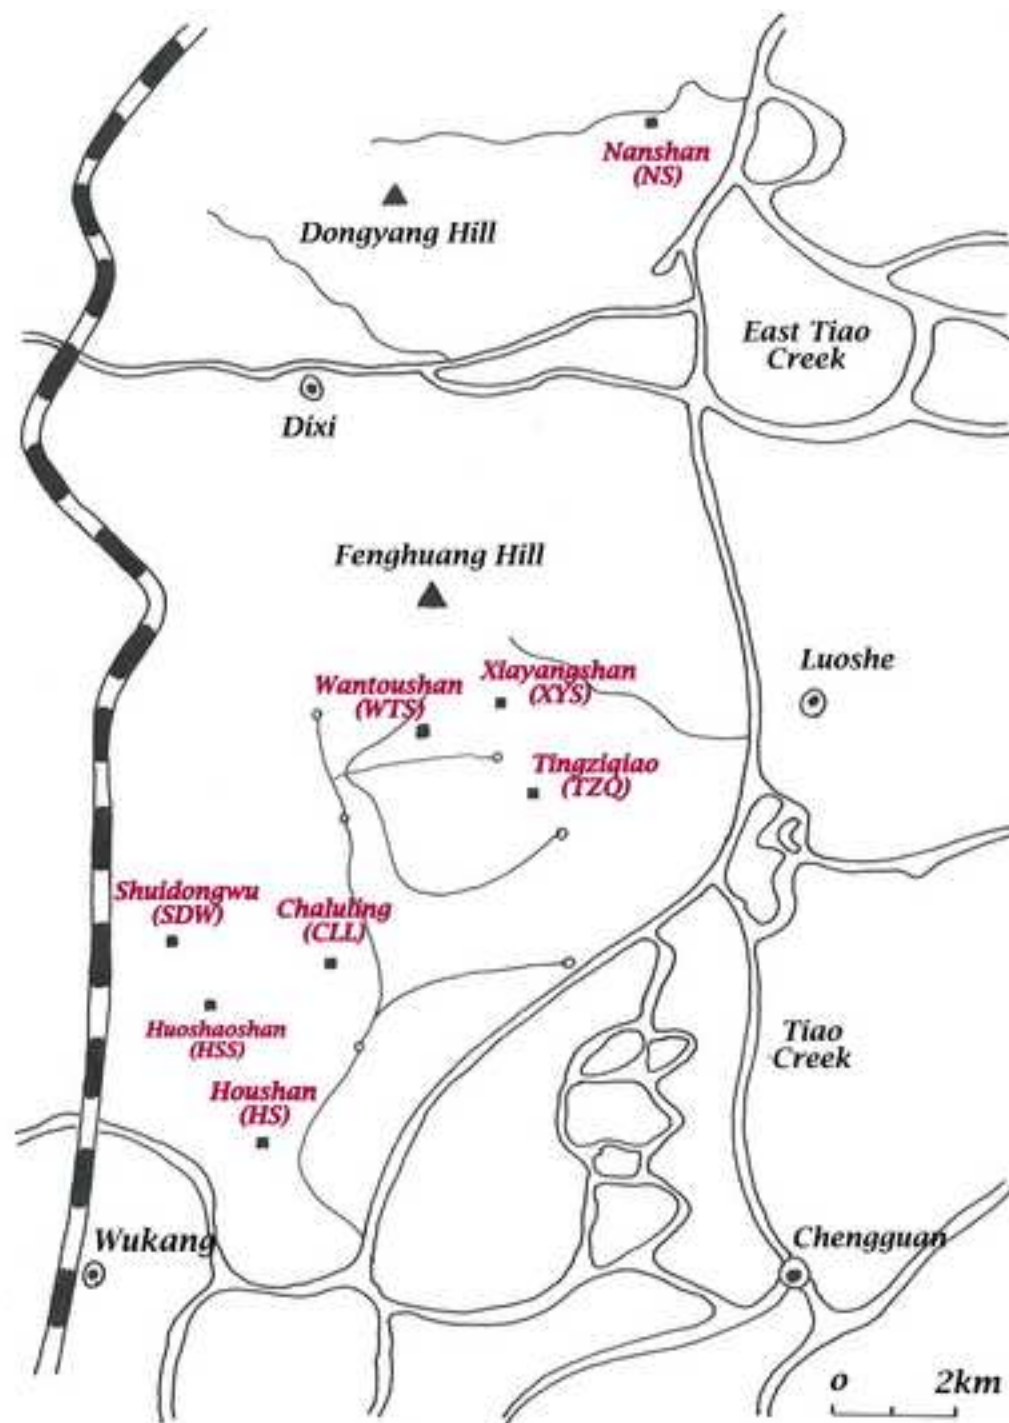 Nanshan
(NS)
Dongyang Hill
East Tiao
Creek
Dixi
Fenghuang Hill
Luoshe
Xiayangshan
(XYS)
Wantoushan
(WTS)
Tingziqiao
(TZQ)
Shuidongwu
(SDW)
Chaluling
(CLL)
Huoshaoshan
(HSS)
Tiao
Creek
Houshan
(HS)
Wukang
Chengguan
0 2km